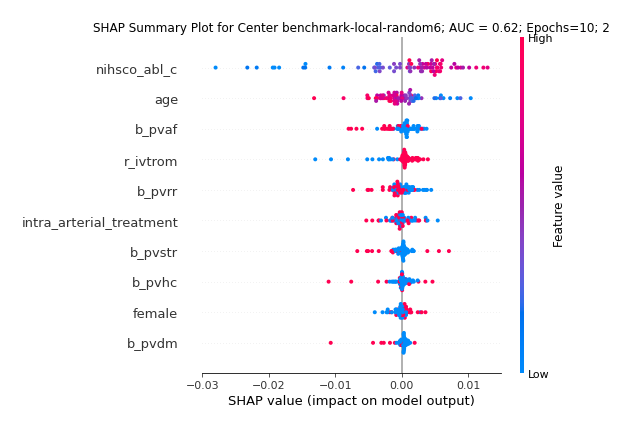 SHAP Summary Plot for Center benchmark-local-random6; AUC = 0.62; Epochs=10; 2
High
nihsco_abl_c
age
b_pvaf
r_ivtrom
b_pvrr
intra_arterial_treatment
b_pvstr
b_pvhc
female
b_pvdm
Feature value
Low
−0.03 −0.02 −0.01 0.00 0.01
SHAP value (impact on model output)